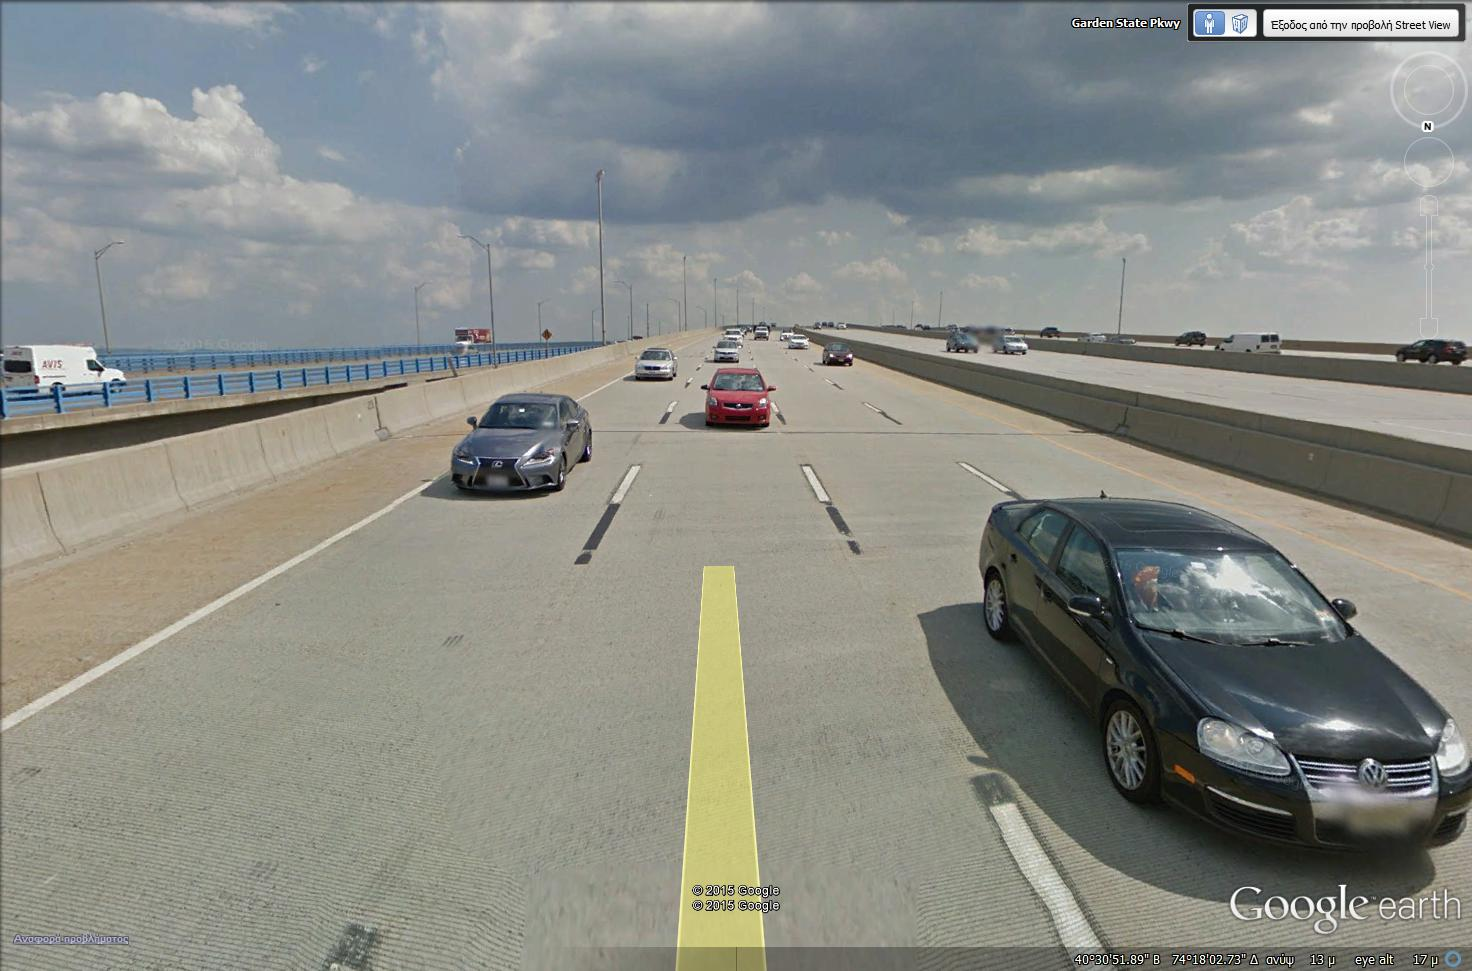 Garden State Pkwy
Έξοδος από την προβολή Street View
N
©2015 Google
AVIS
© 2015 Google
© 2015 Google
Google earth
Αναφορά προβλήματος
40°30'51.89" Β 74°18'02.73" Δ ανύψ 13 μ eye alt 17 μ